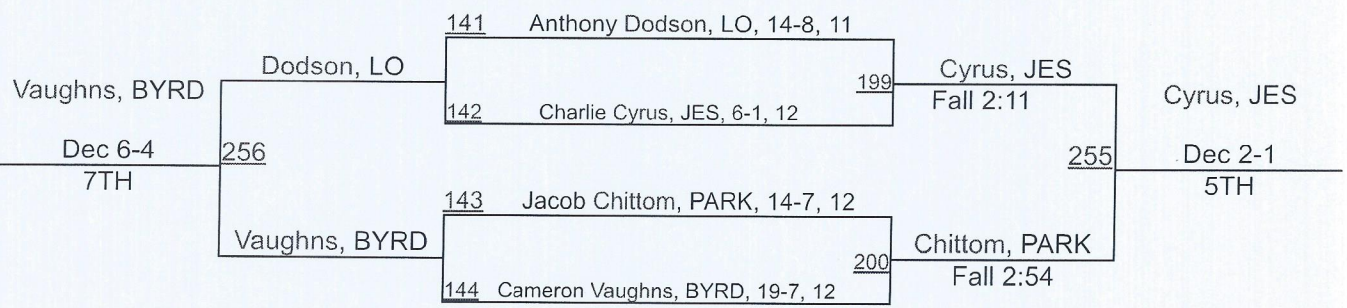 141 Anthony Dodson, LO, 14-8, 11
Dodson, LO
Vaughns, BYRD
199 Cyrus, JES
Fall 2:11
Cyrus, JES
142 Charlie Cyrus, JES, 6-1, 12
Dec 6-4
256
7TH
255
Dec 2-1
5TH
143 Jacob Chittom, PARK, 14-7, 12
Vaughns, BYRD
200 Chittom, PARK
Fall 2:54
144 Cameron Vaughns, BYRD, 19-7, 12